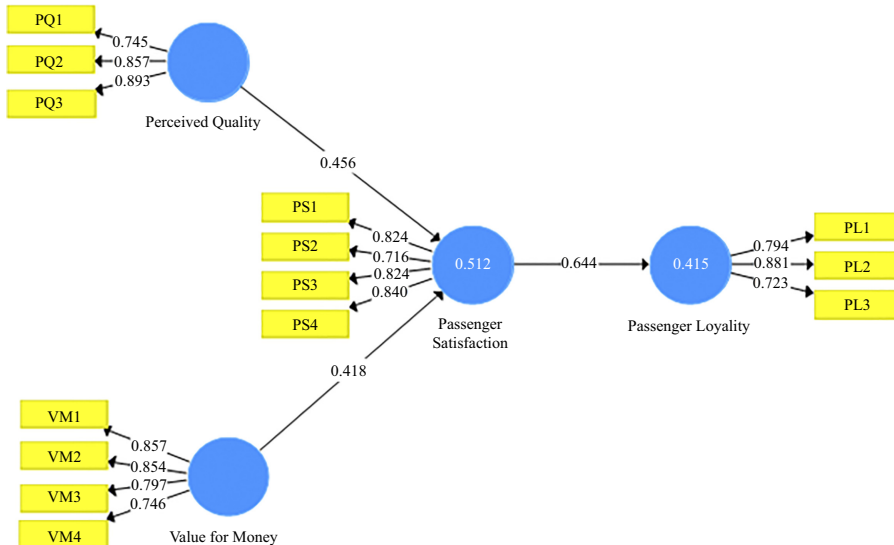 PQ1
0.745
PQ2
0.857
0.893
PQ3
Perceived Quality
0.456
PS1
0.824
PS2
0.716
PS3
0.824
0.840
PS4
0.512
Passenger
Satisfaction
0.644
0.415
Passenger Loyality
0.794
PL1
0.881
PL2
0.723
PL3
0.418
VM1
0.857
VM2
0.854
VM3
0.797
0.746
VM4
Value for Money